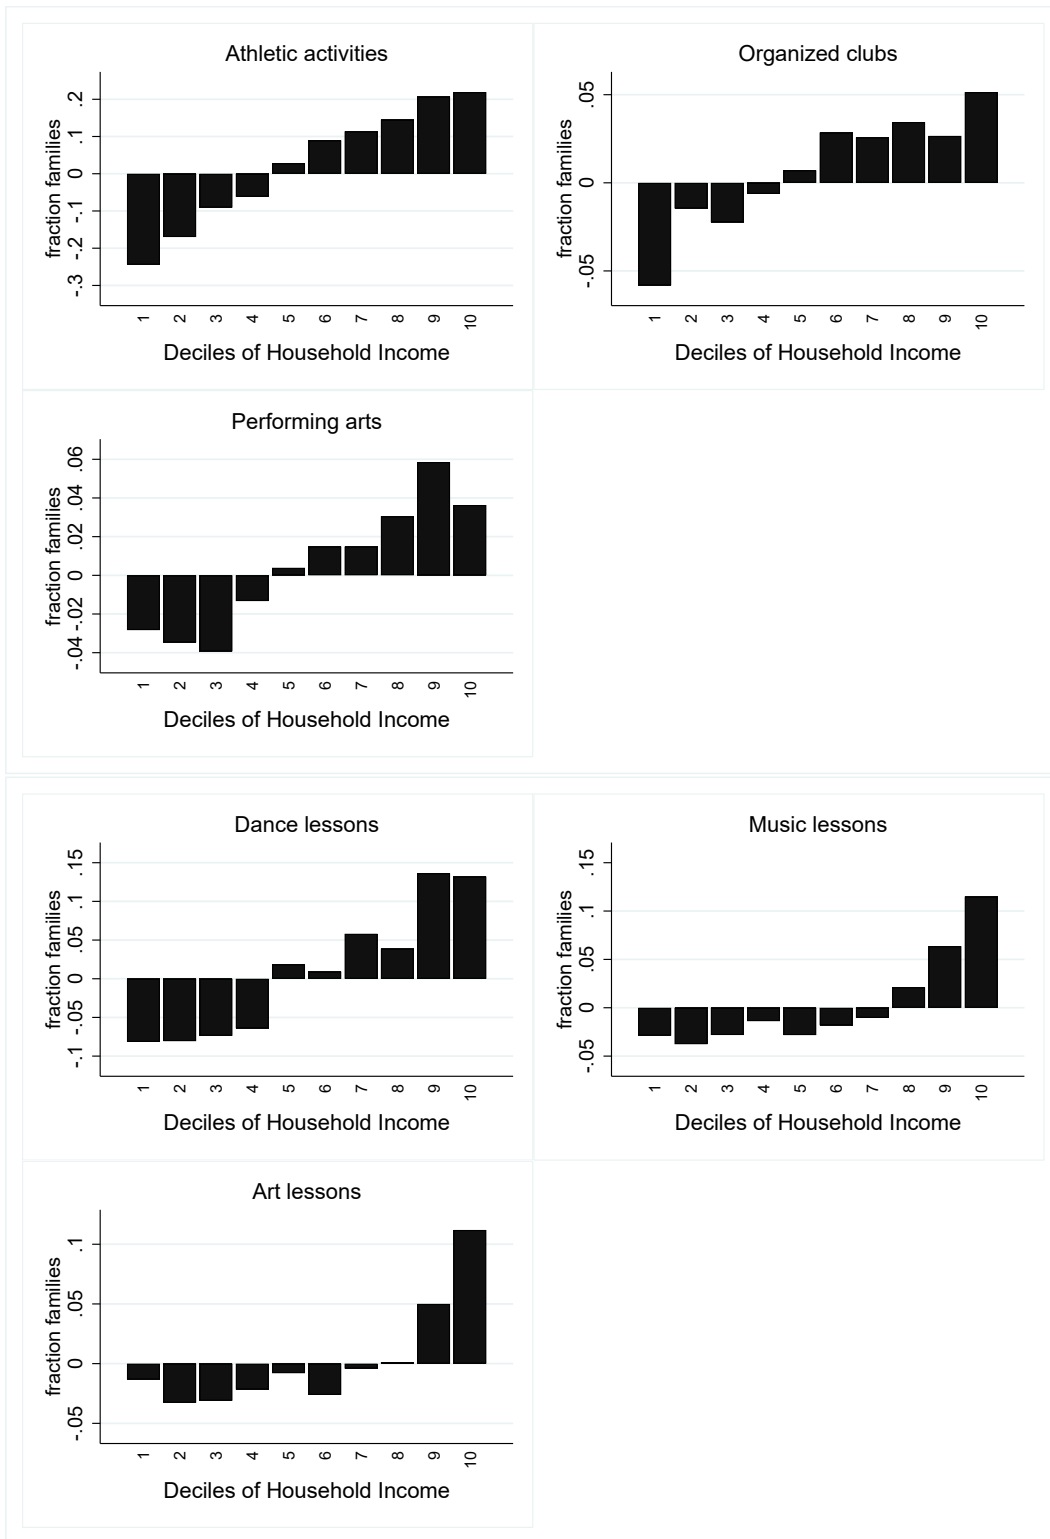 Athletic activities
fraction families
.2
.1
0
-.1
-.2
-.3
1 2 3 4 5 6 7 8 9 10
Deciles of Household Income
Organized clubs
fraction families
.05
0
-.05
1 2 3 4 5 6 7 8 9 10
Deciles of Household Income
Performing arts
fraction families
.06
.04
.02
0
-.02
-.04
1 2 3 4 5 6 7 8 9 10
Deciles of Household Income
Dance lessons
fraction families
.15
.1
.05
0
-.05
-.1
1 2 3 4 5 6 7 8 9 10
Deciles of Household Income
Music lessons
fraction families
.15
.1
.05
0
-.05
1 2 3 4 5 6 7 8 9 10
Deciles of Household Income
Art lessons
fraction families
.1
.05
0
-.05
1 2 3 4 5 6 7 8 9 10
Deciles of Household Income